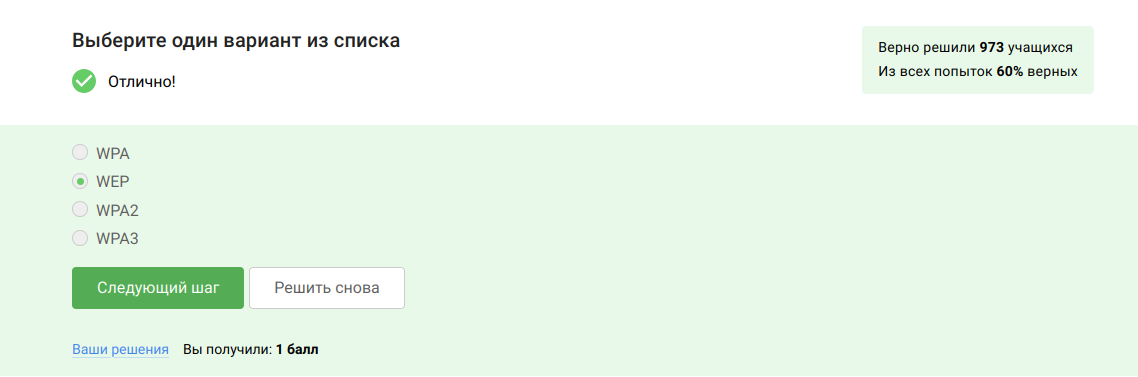 Выберите один вариант из списка
Отлично!
Верно решили 973 учащихся
Из всех попыток 60% верных
WPA
WEP
WPA2
WPA3
Следующий шаг
Решить снова
Ваши решения Вы получили: 1 балл